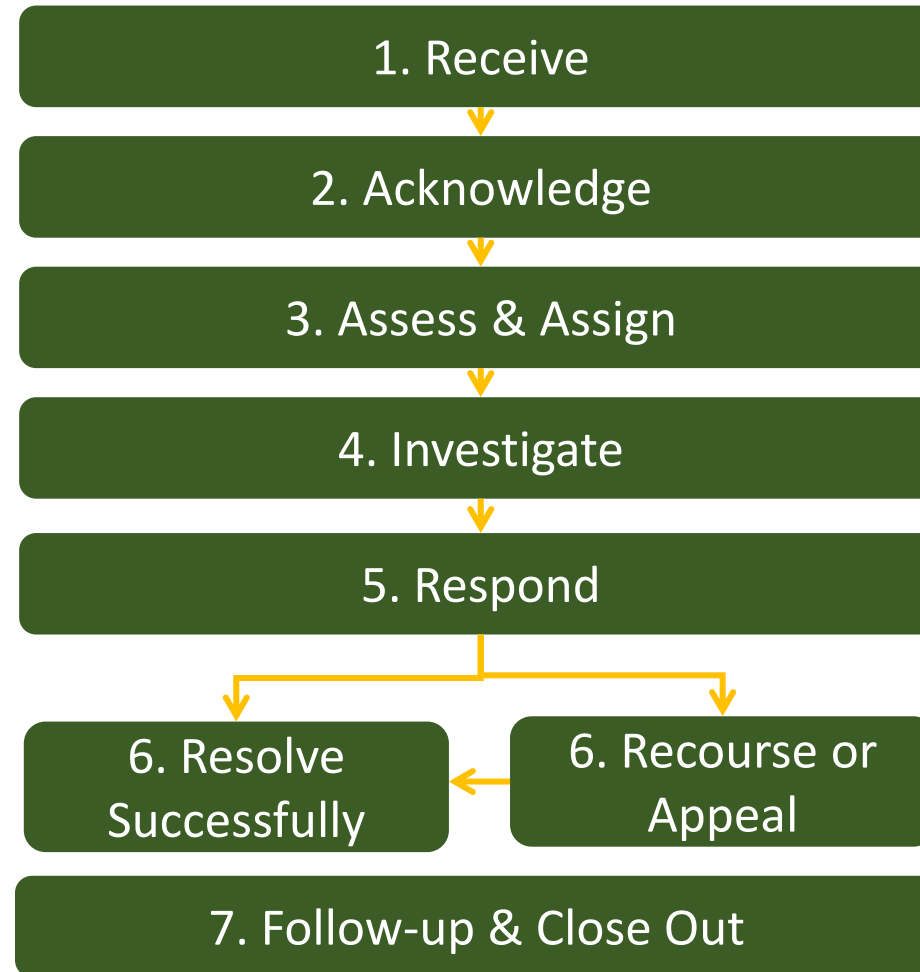 1. Receive
2. Acknowledge
3. Assess & Assign
4. Investigate
5. Respond
6. Resolve
Successfully
6. Recourse or
Appeal
7. Follow-up & Close Out